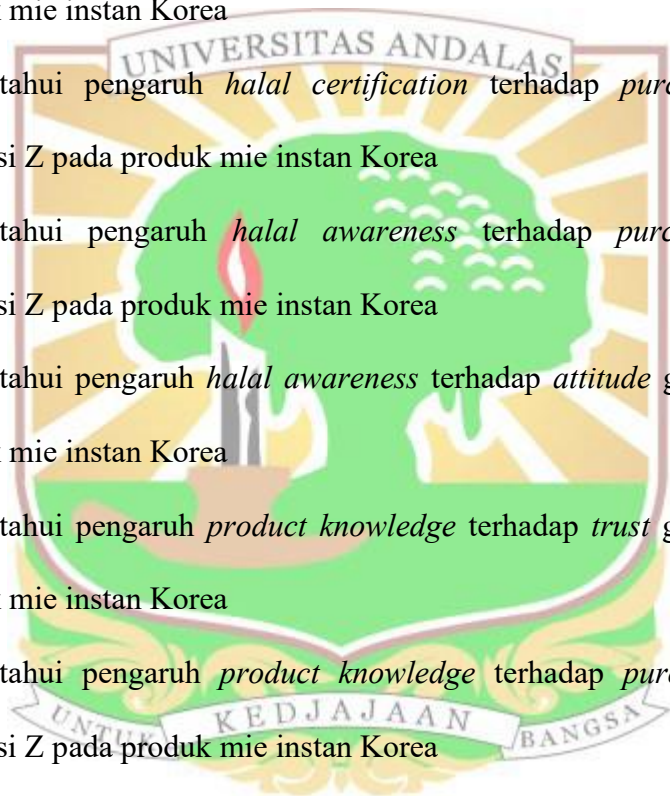 mie instan Korea
UNIVERSITAS ANDALAS
tahui pengaruh halal certification terhadap
si Z pada produk mie instan Korea
tahui pengaruh halal awareness terhadap
si Z pada produk mie instan Korea
tahui pengaruh halal awareness terhadap attitude g
mie instan Korea
tahui pengaruh product knowledge terhadap trust g
mie instan Korea
tahui pengaruh product knowledge terhadap
UNTUK KEDJAJAAN BANGSA
si Z pada produk mie instan Korea